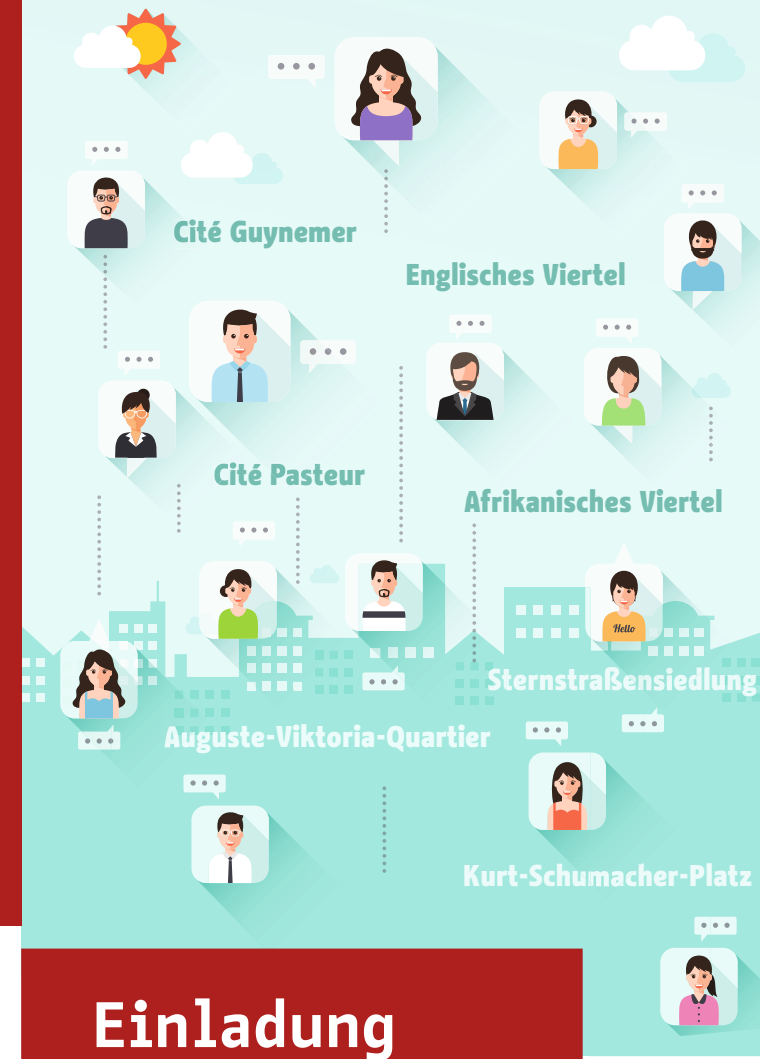 Cité Guynemer
Englisches Viertel
Cité Pasteur
Afrikanisches Viertel
Hello
Sternstraßensiedlung
Auguste-Viktoria-Quartier
Kurt-Schumacher-Platz
Einladung